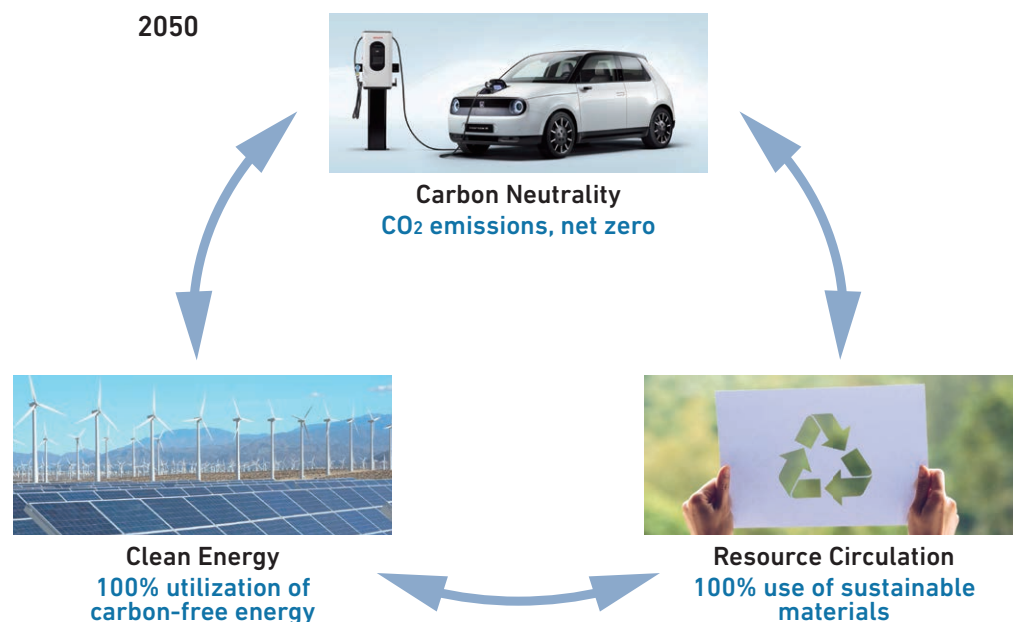 2050
Carbon Neutrality
CO2 emissions, net zero
Clean Energy
100% utilization of
carbon-free energy
Resource Circulation
100% use of sustainable
materials